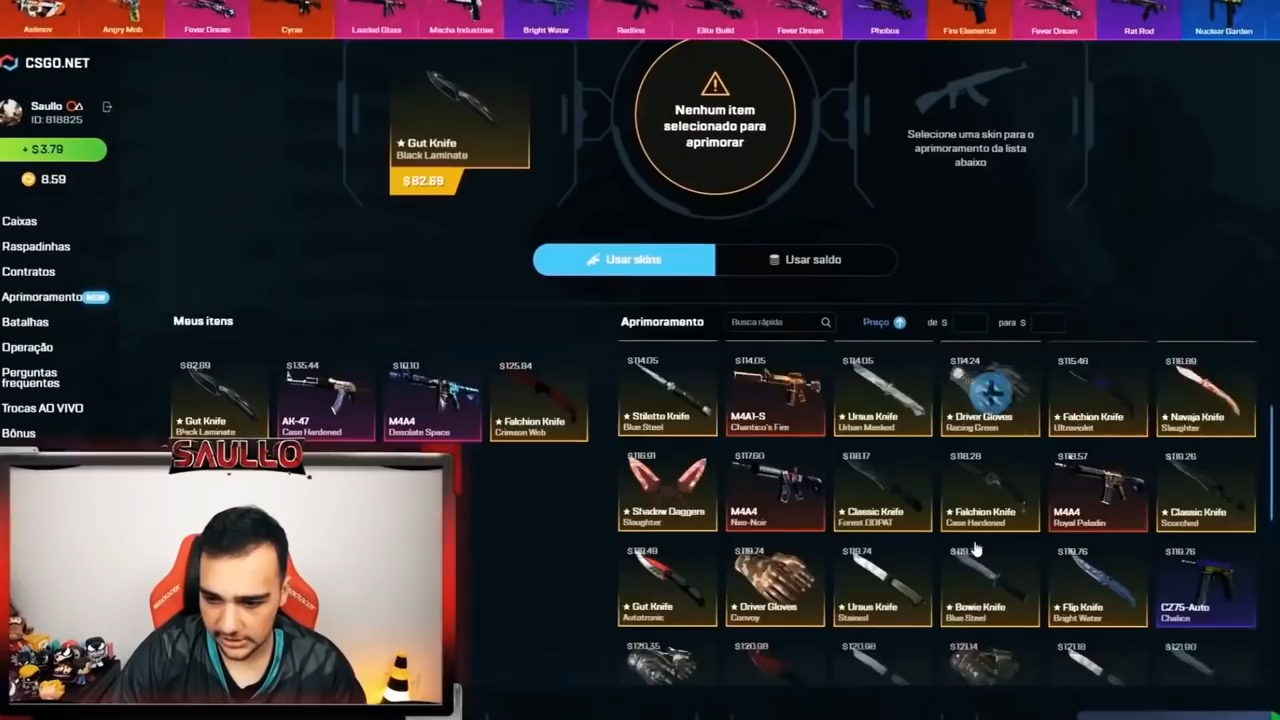 Asiimov
Angry Mob
Fever Dream
Cyrex
Leaded Glass
Mecha Industries
Bright Water
Redline
Elite Build
Fever Dream
Phobos
Fire Elemental
Fever Dream
Rat Rod
Nuclear Garden
CSGO.NET
Saullo
ID: 818825
+ $3.79
8.59
Caixas
Raspadinhas
Contratos
Aprimoramento NEW
Batalhas
Operação
Perguntas
frequentes
Trocas AO VIVO
Bônus
★ Gut Knife
Black Laminate
$82.69
Nenhum item
selecionado para
aprimorar
Selecione uma skin para o
aprimoramento da lista
abaixo
Usar skins
Usar saldo
Meus itens
$82.69
★ Gut Knife
Black Laminate
$135.44
AK-47
Case Hardened
$10.10
M4A4
Desolate Space
$125.84
★ Falchion Knife
Crimson Web
Aprimoramento
Busca rápida
Preço
de $
para $
$114.05
★ Stiletto Knife
Blue Steel
$114.05
M4A1-S
Chantico's Fire
$114.05
★ Ursus Knife
Urban Masked
$114.24
★ Driver Gloves
Racing Green
$115.48
★ Falchion Knife
Ultraviolet
$116.89
★ Navaja Knife
Slaughter
$116.91
★ Shadow Daggers
Slaughter
$117.60
M4A4
Neo-Noir
$118.17
★ Classic Knife
Forest DDPAT
$118.28
★ Falchion Knife
Case Hardened
$118.57
M4A4
Royal Paladin
$119.26
★ Classic Knife
Scorched
$119.49
★ Gut Knife
Autotronic
$119.74
★ Driver Gloves
Convoy
$119.74
★ Ursus Knife
Stained
★ Bowie Knife
Blue Steel
$119.76
★ Flip Knife
Bright Water
$119.76
CZ75-Auto
Chalice
$120.35
$120.98
$120.98
$121.14
$121.18
$121.90
SAULLO